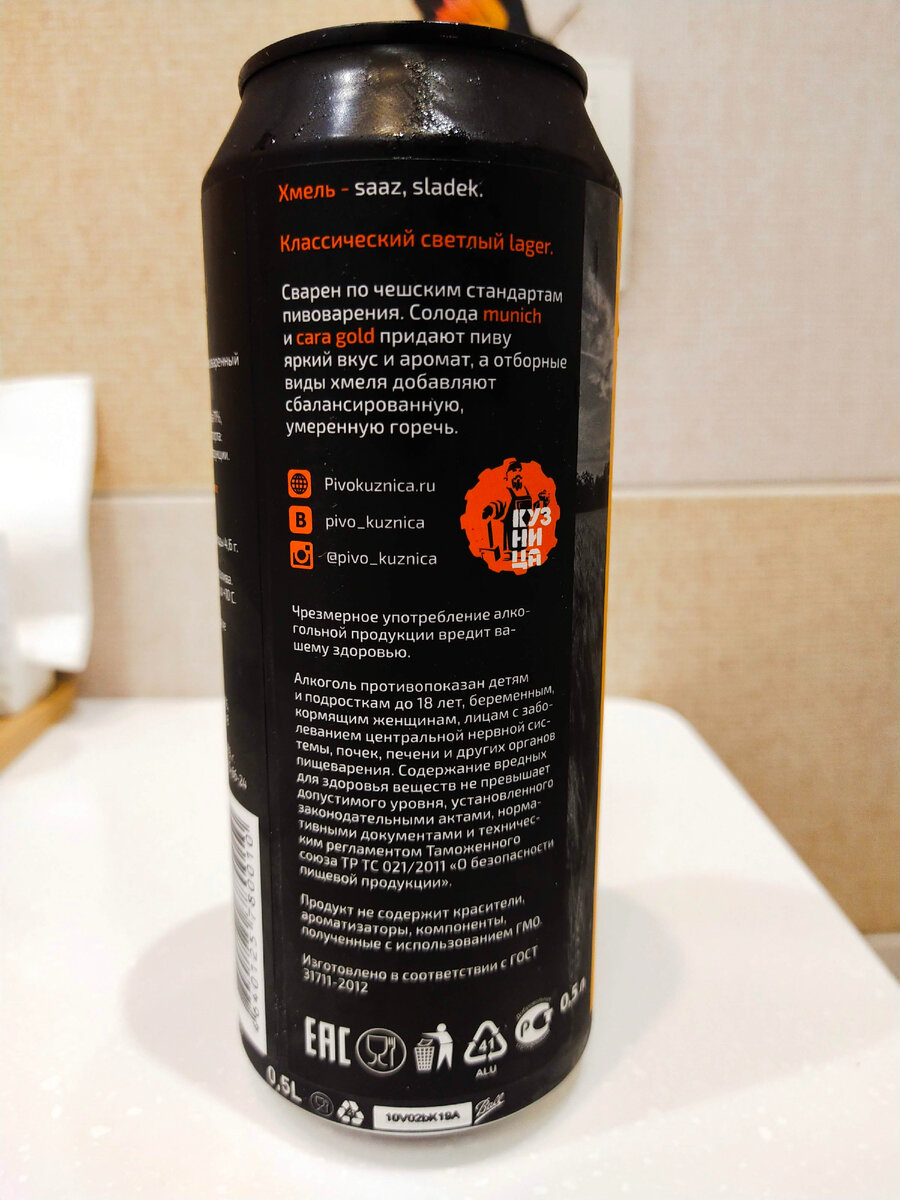 Хмель - saaz, sladek.
Классический светлый lager.
Сварен по чешским стандартам
пивоварения. Солода munich
и cara gold придают пиву
яркий вкус и аромат, а отборные
виды хмеля добавляют
сбалансированную,
умеренную горечь.
Pivokuznica.ru
B pivo_kuznica
@pivo_kuznica
КУЗ
НИ
ЦА
Чрезмерное употребление алко-
гольной продукции вредит ва-
шему здоровью.
Алкоголь противопоказан детям
и подросткам до 18 лет, беременным,
кормящим женщинам, лицам с забо-
леванием центральной нервной сис-
темы, почек, печени и других органов
пищеварения. Содержание вредных
для здоровья веществ не превышает
допустимого уровня, установленного
законодательными актами, норма-
тивными документами и техничес-
ким регламентом Таможенного
союза ТР ТС 021/2011 «О безопасности
пищевой продукции».
Продукт не содержит красители,
ароматизаторы, компоненты,
полученные с использованием ГМО.
Изготовлено в соответствии с ГОСТ
31711-2012
EAC
41
ALU
0,5 л
0,5L
10V02bK19A
Ball